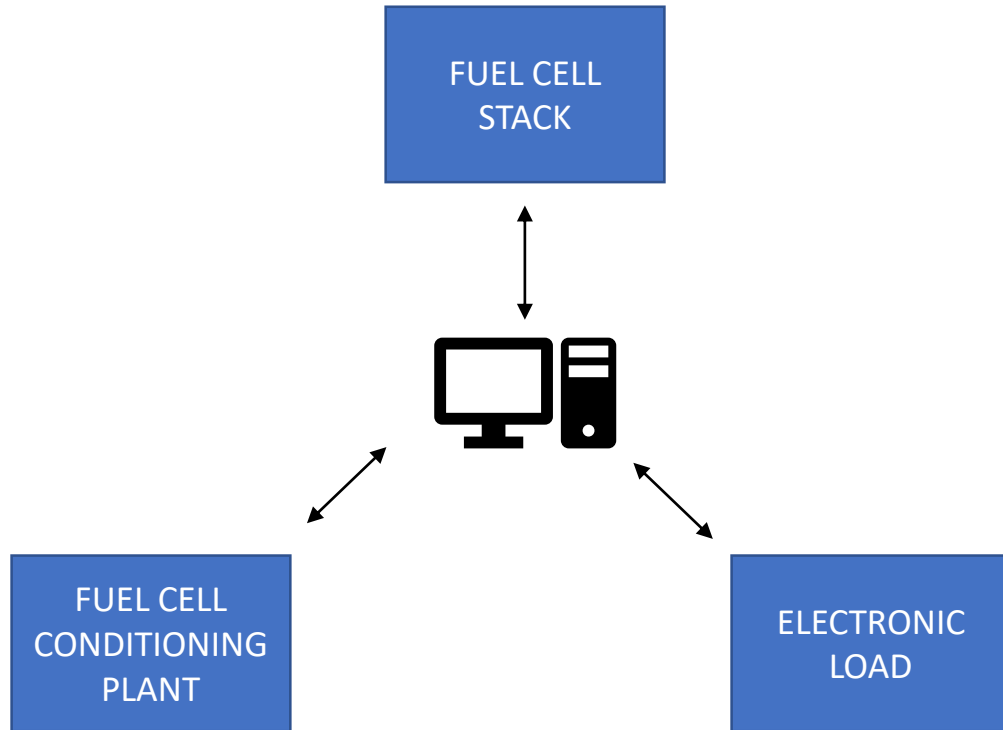 FUEL CELL
STACK
FUEL CELL
CONDITIONING
PLANT
ELECTRONIC
LOAD